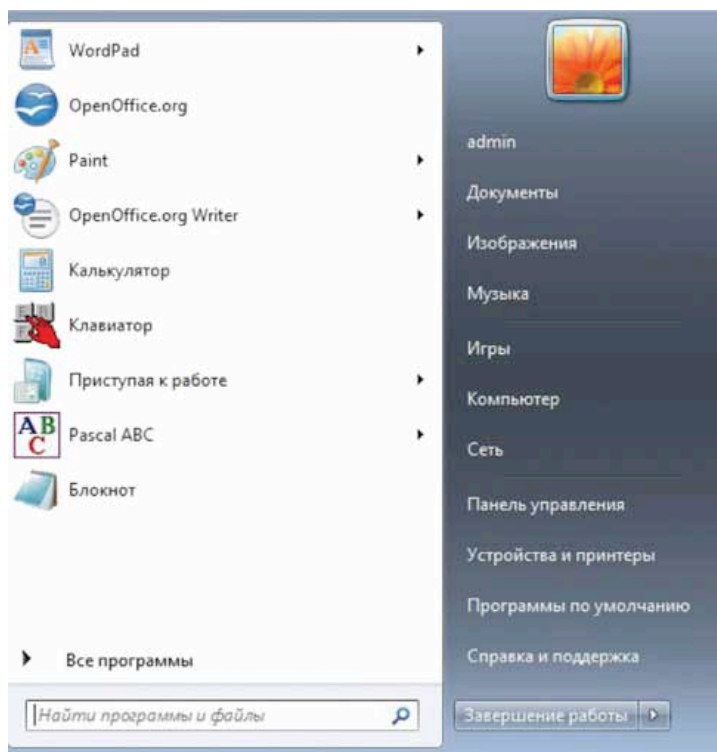 WordPad
OpenOffice.org
Paint
OpenOffice.org Writer
Калькулятор
Клавиатор
Приступая к работе
ABC
Pascal ABC
Блокнот
Все программы
Найти программы и файлы
admin
Документы
Изображения
Музыка
Игры
Компьютер
Сеть
Панель управления
Устройства и принтеры
Программы по умолчанию
Справка и поддержка
Завершение работы